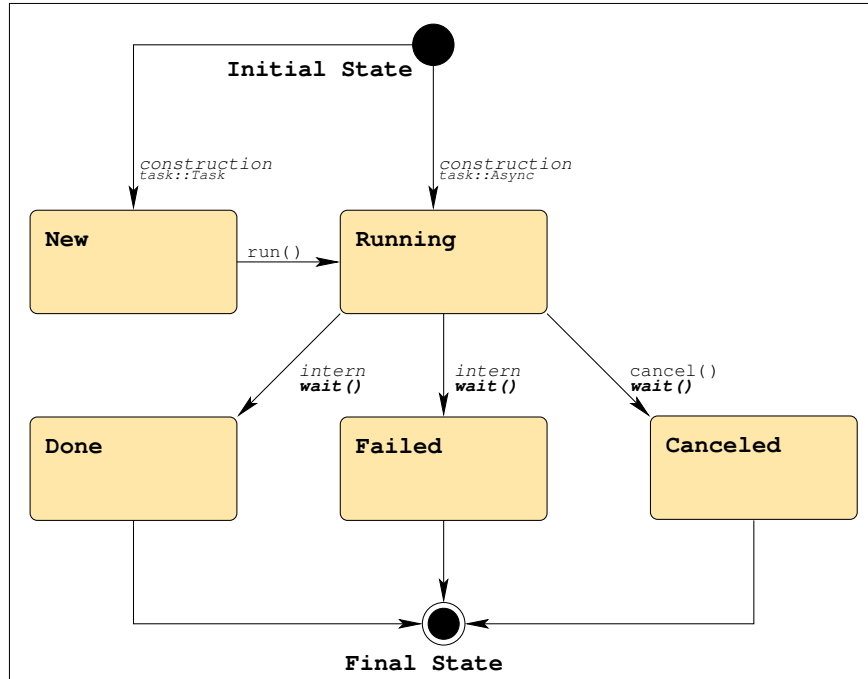 Initial State
construction
task::Task
construction
task::Async
New
run()
Running
intern
wait()
intern
wait()
cancel()
wait()
Done
Failed
Canceled
Final State